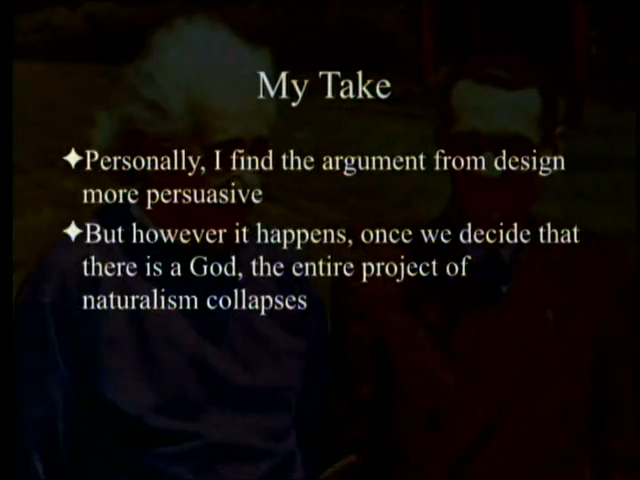 My Take
✦Personally, I find the argument from design
more persuasive
✦But however it happens, once we decide that
there is a God, the entire project of
naturalism collapses